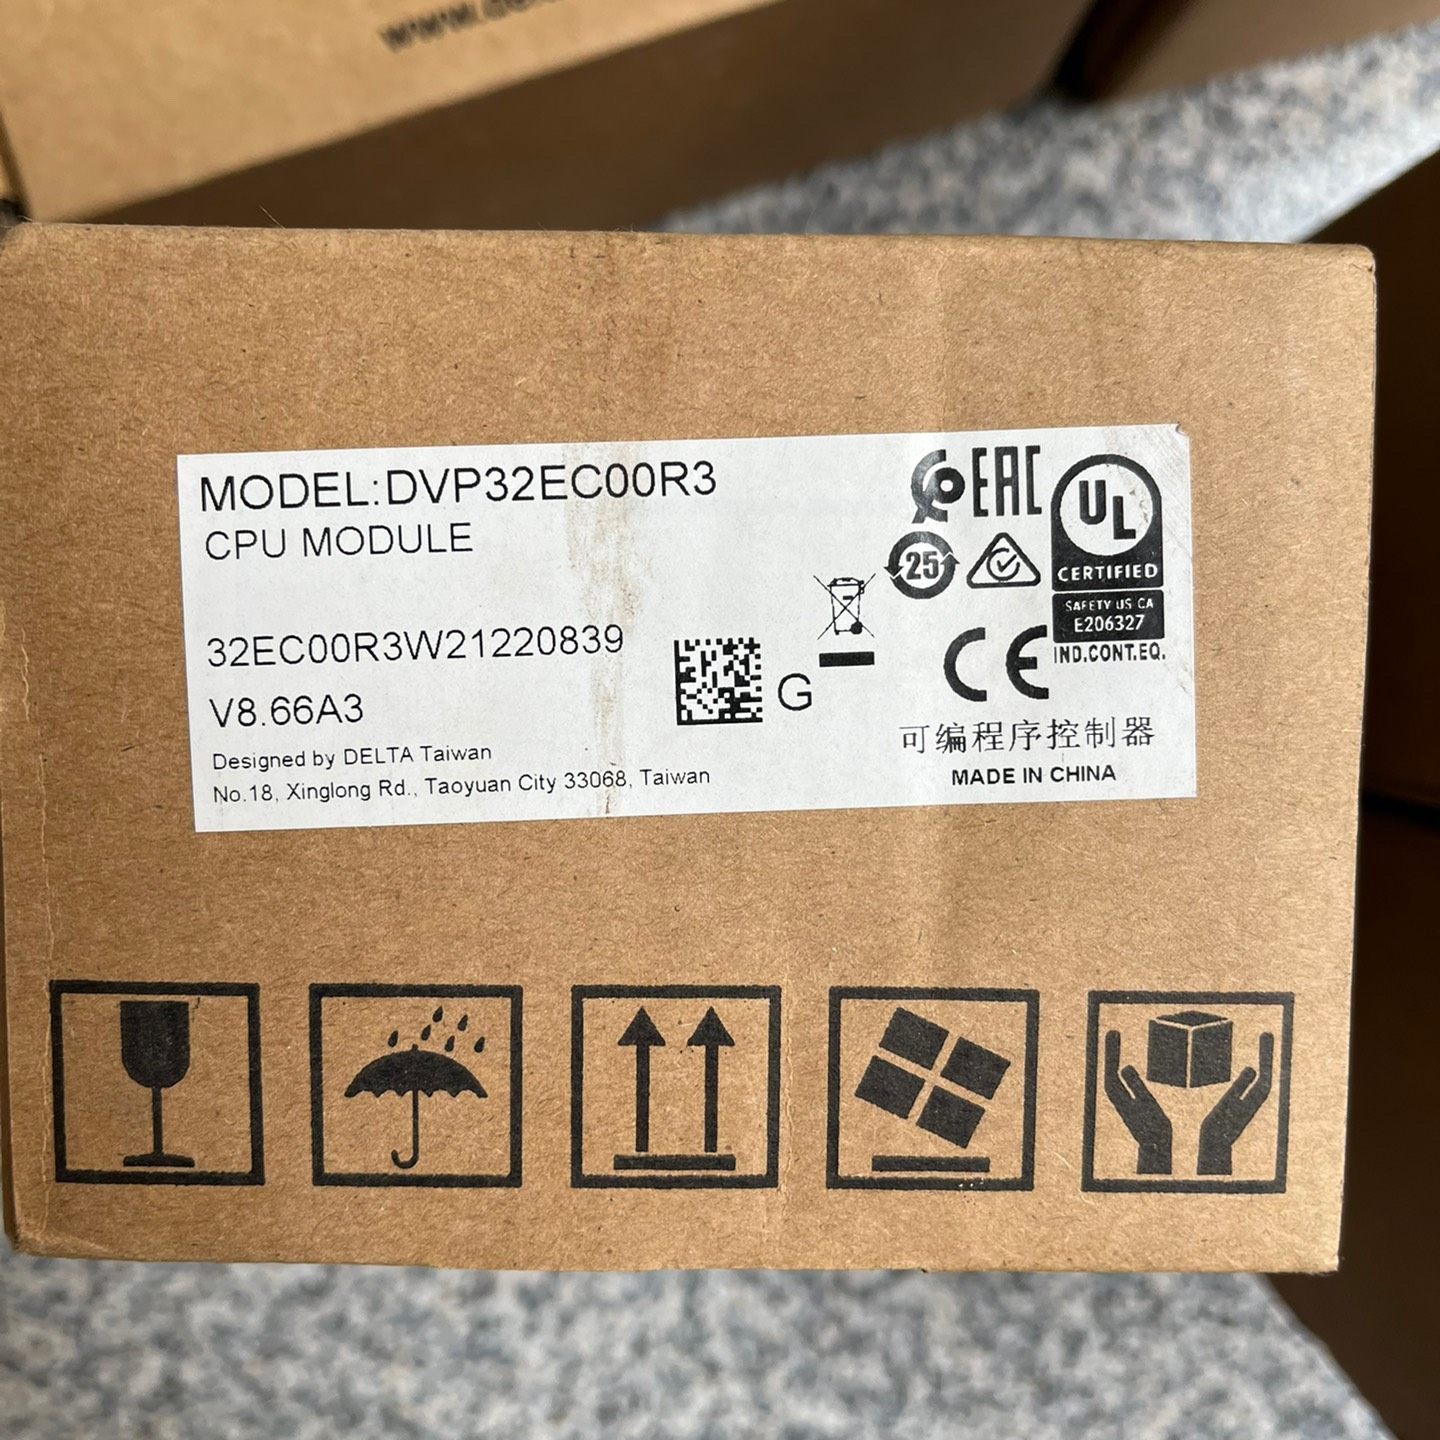 www.
MODEL:DVP32EC00R3
CPU MODULE
32EC00R3W21220839
V8.66A3
Designed by DELTA Taiwan
No.18, Xinglong Rd., Taoyuan City 33068, Taiwan
G
EAC
25
UL
CERTIFIED
SAFETY US CA
E206327
IND.CONT.EQ.
CE
可编程序控制器
MADE IN CHINA